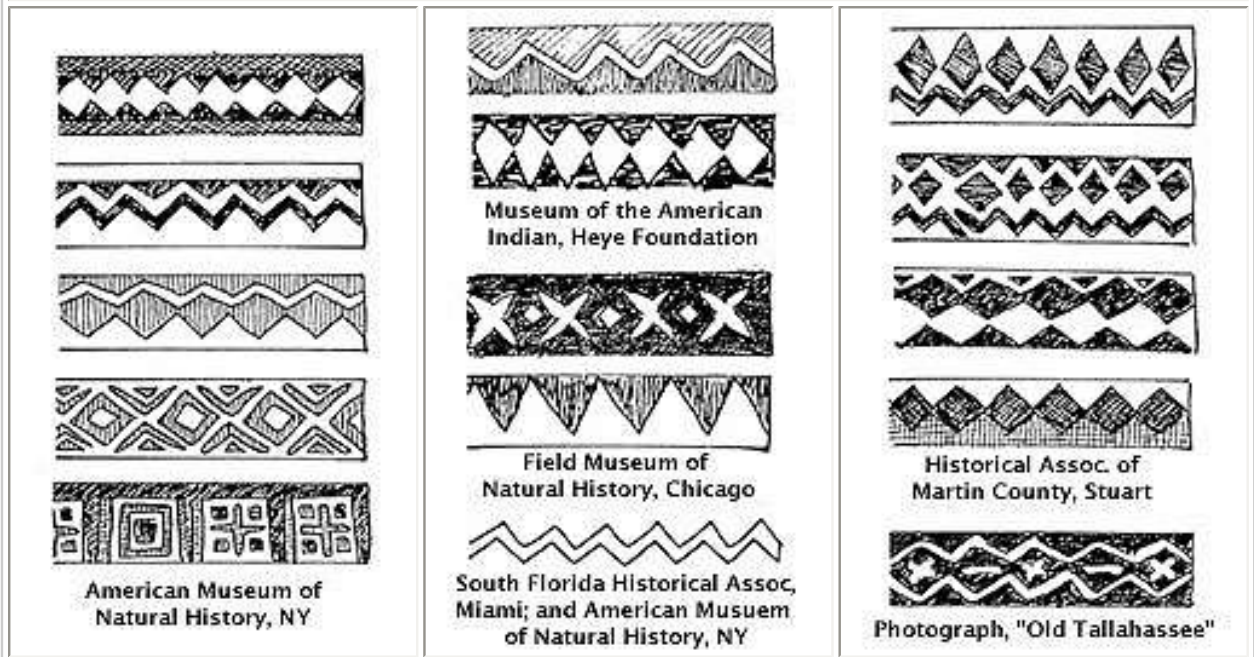 American Museum of
Natural History, NY
Museum of the American
Indian, Heye Foundation
Field Museum of
Natural History, Chicago
South Florida Historical Assoc,
Miami; and American Musuem
of Natural History, NY
Historical Assoc. of
Martin County, Stuart
Photograph, "Old Tallahassee"